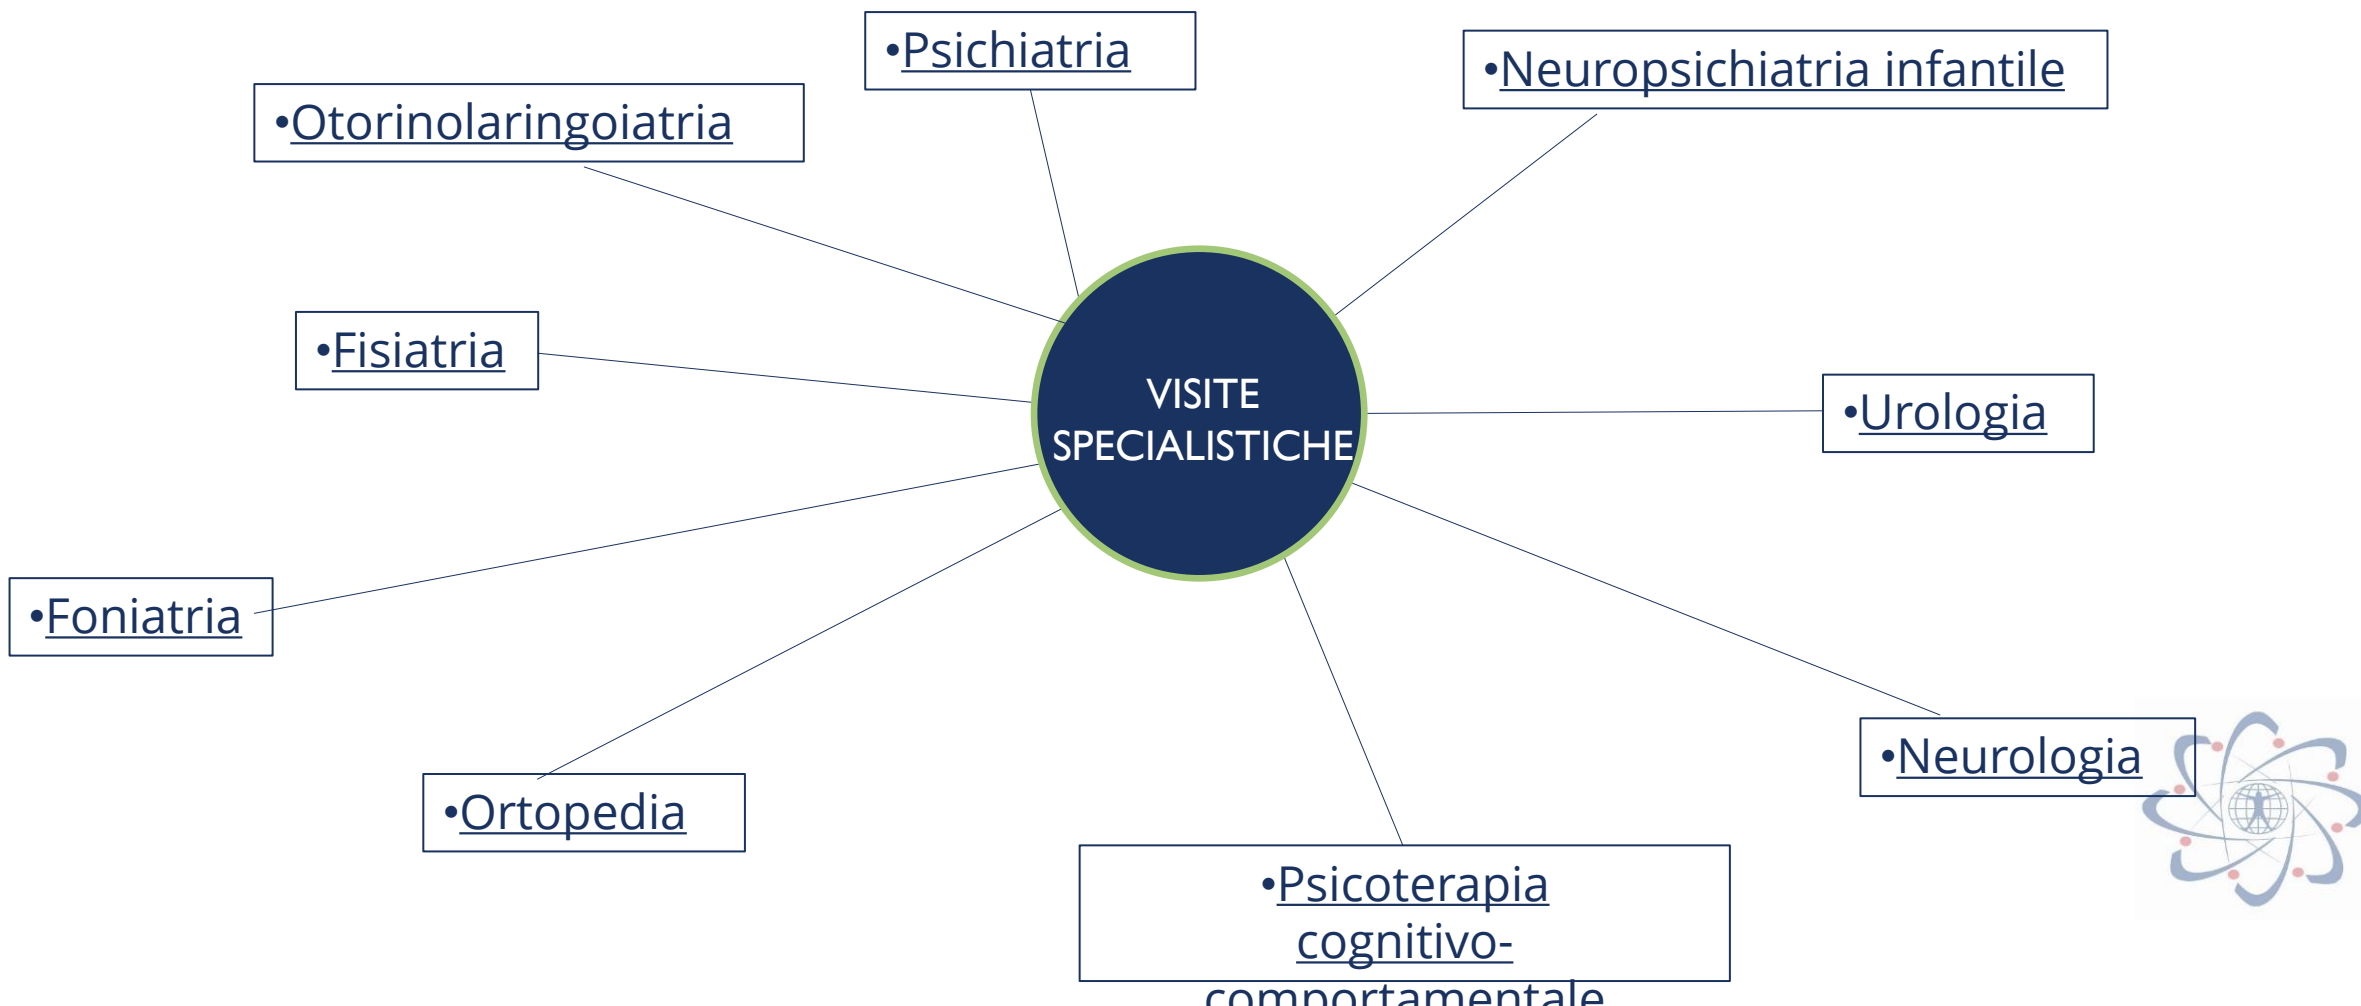 •Psichiatria
•Neuropsichiatria infantile
•Otorinolaringoiatria
•Fisiatria
VISITE
SPECIALISTICHE
•Urologia
•Foniatria
•Neurologia
•Ortopedia
•Psicoterapia
cognitivo-
comportamentale